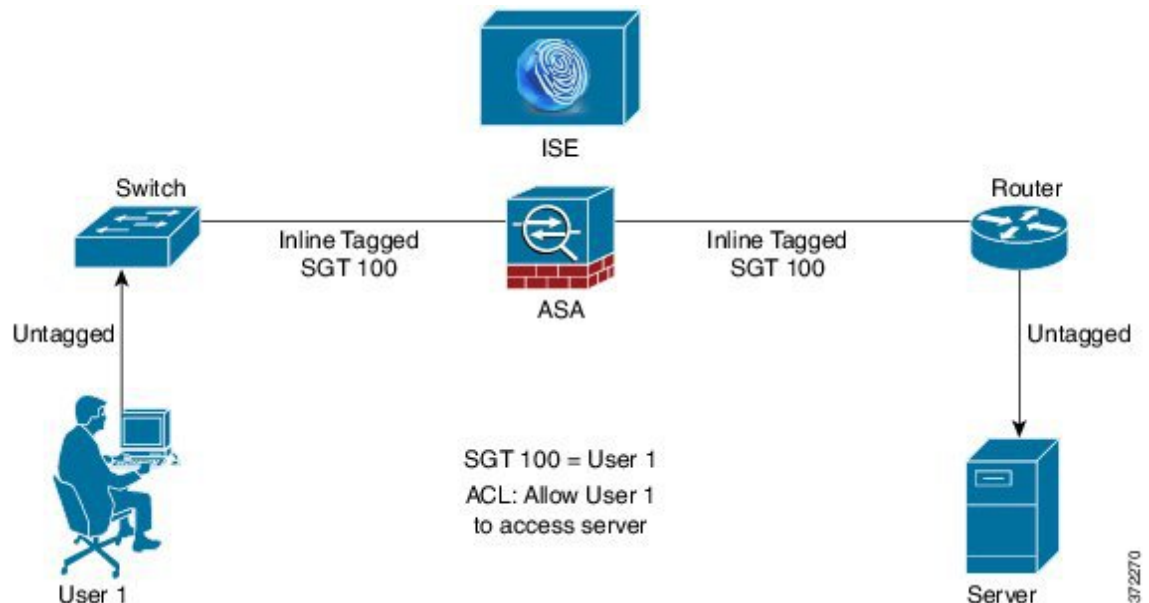 ISE
Switch
Router
Inline Tagged
SGT 100
Inline Tagged
SGT 100
ASA
Untagged
Untagged
SGT 100 = User 1
ACL: Allow User 1
to access server
User 1
Server
372270